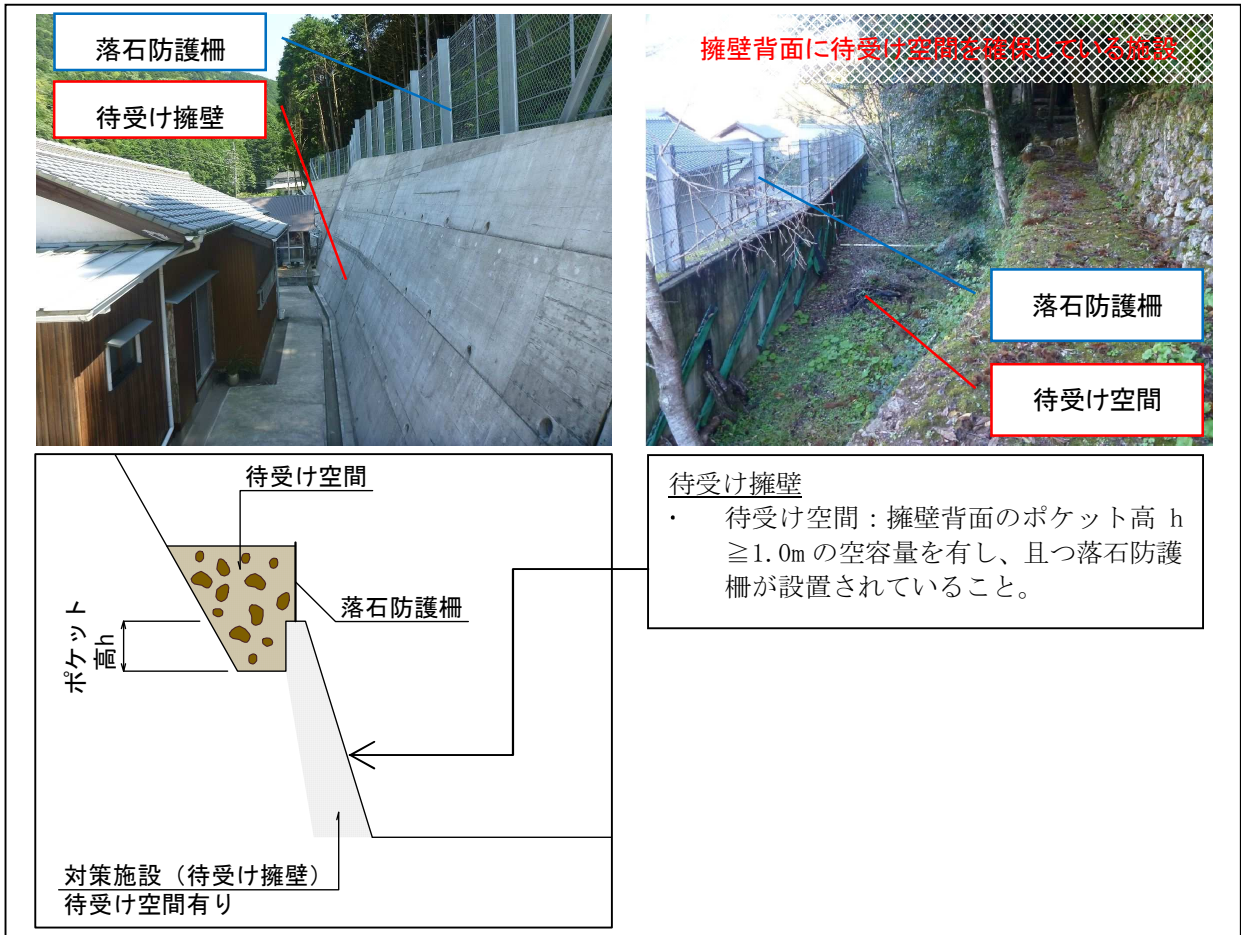 落石防護柵
待受け擁壁
擁壁背面に待受け空間を確保している施設
落石防護柵
待受け空間
待受け空間
落石防護柵
ポケット
高h
対策施設（待受け擁壁）
待受け空間有り
待受け擁壁
・ 待受け空間：擁壁背面のポケット高 h
≧1.0m の空容量を有し、且つ落石防護
柵が設置されていること。